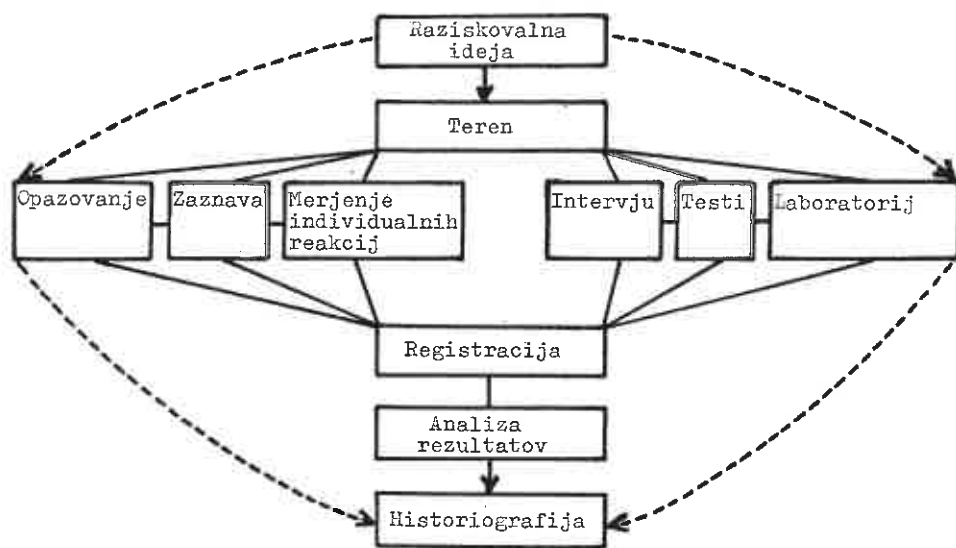 Raziskovalna
ideja
Teren
Opazovanje
Zaznava
Merjenje
individualnih
reakcij
Intervju
Testi
Laboratorij
Registracija
Analiza
rezultatov
Historiografija